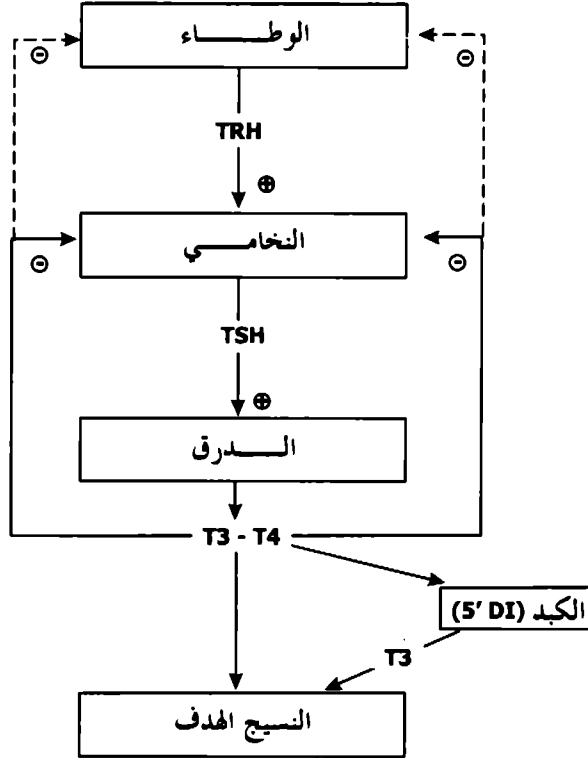 الوطاء
⊖
⊖
TRH
⊕
النخامي
⊖
⊖
TSH
⊕
الدرق
T3 - T4
الكبد (5' DI)
T3
النسيج الهدف